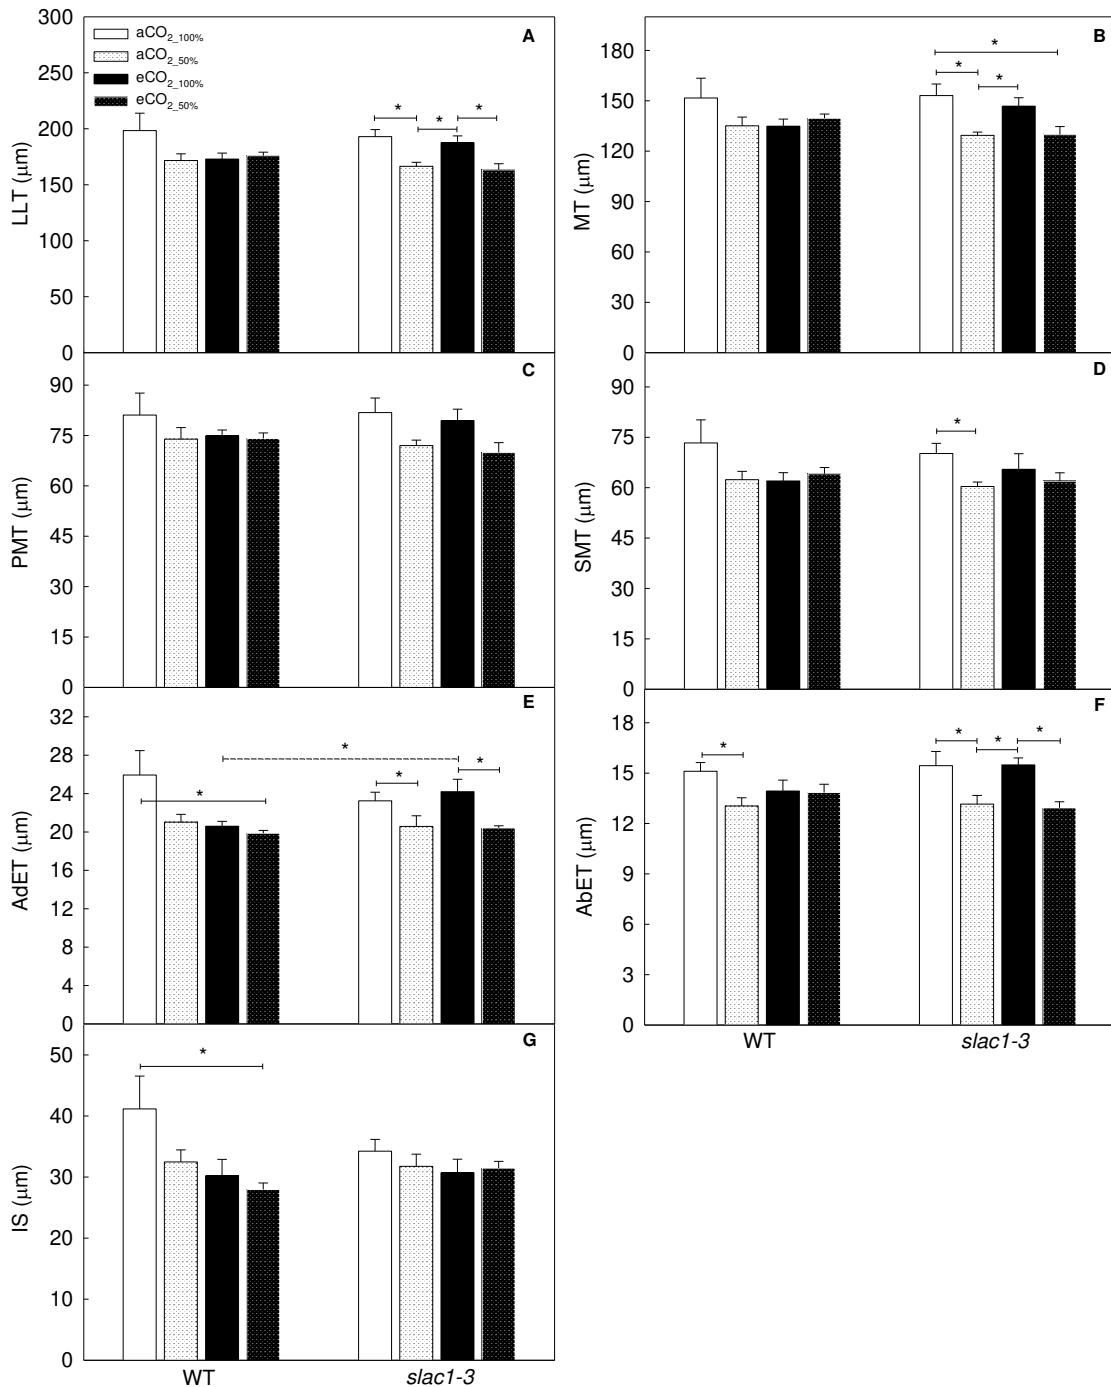 A
aCO2_100%
aCO2_50%
eCO2_100%
eCO2_50%
300
250
200
150
100
50
0
LLT (μm)
* * *
B
180
150
120
90
60
30
0
MT (μm)
*
* *
C
90
75
60
45
30
15
0
PMT (μm)
D
90
75
60
45
30
15
0
SMT (μm)
*
E
32
28
24
20
16
12
8
4
0
AdET (μm)
*
* * *
F
18
15
12
9
6
3
0
AbET (μm)
* * * *
WT slac1-3
G
50
40
30
20
10
0
IS (μm)
*
WT slac1-3